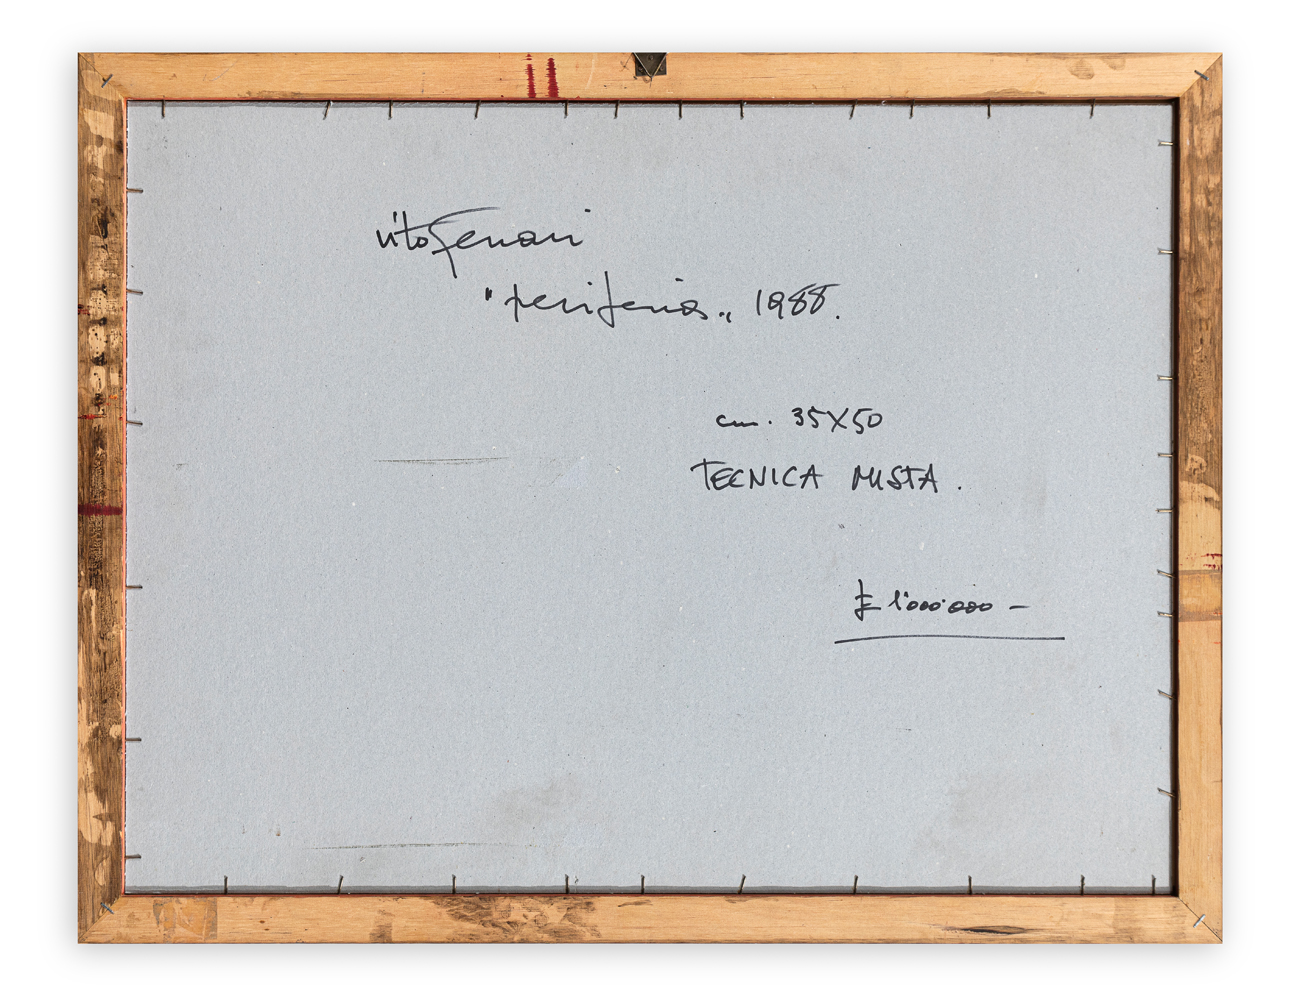 vito Ferrari
"periferia„ 1988.
cm. 35X50
TECNICA MISTA.
£ 1'000'000 –